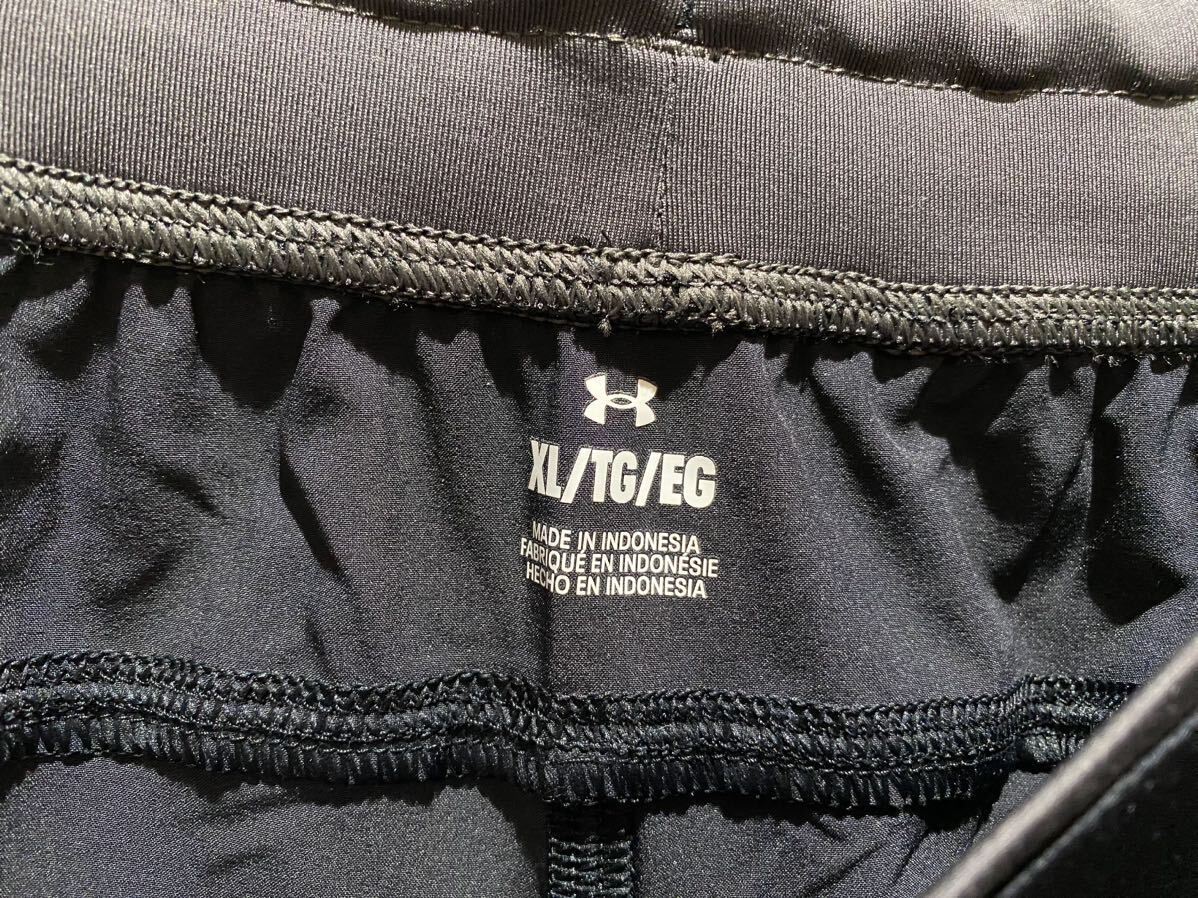 XL/TG/EG
MADE IN INDONESIA
FABRIQUÉ EN INDONÉSIE
HECHO EN INDONESIA